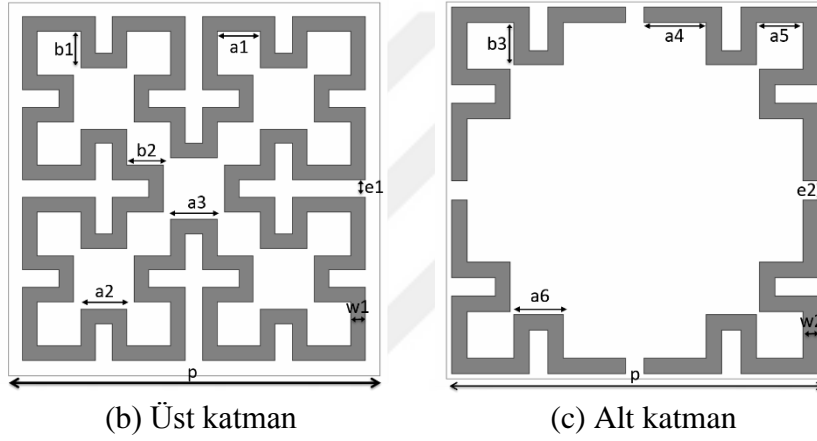 b1
a1
b2
e1
a3
a2
w1
p
(b) Üst katman
b3
a4
a5
e2
a6
w2
p
(c) Alt katman